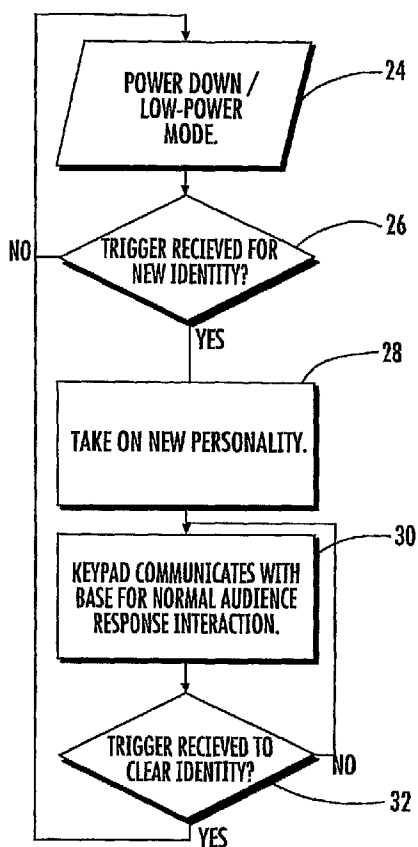 POWER DOWN /
LOW-POWER
MODE.
24
TRIGGER RECIEVED FOR
NEW IDENTITY?
26
NO
YES
28
TAKE ON NEW PERSONALITY.
30
KEYPAD COMMUNICATES WITH
BASE FOR NORMAL AUDIENCE
RESPONSE INTERACTION.
TRIGGER RECIEVED TO
CLEAR IDENTITY?
NO
32
YES